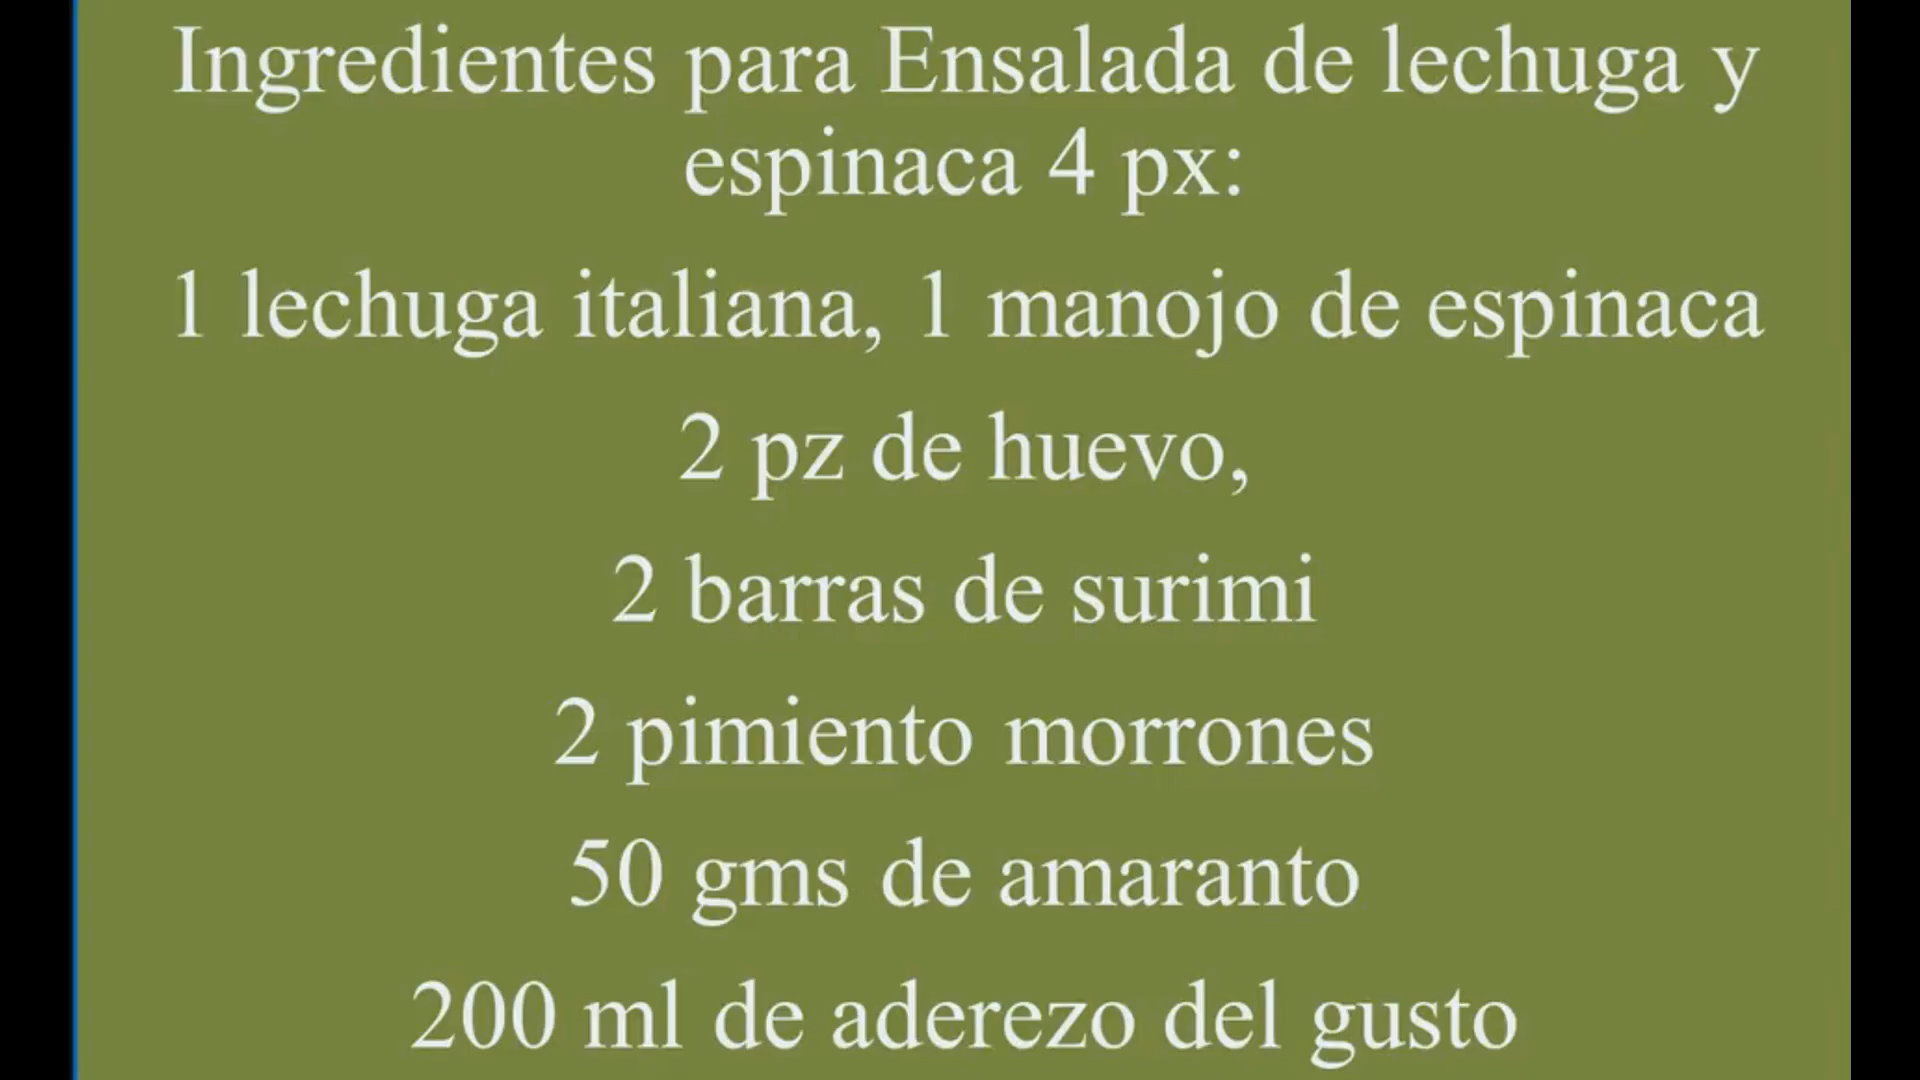 Ingredientes para Ensalada de lechuga y
espinaca 4 px:
1 lechuga italiana, 1 manojo de espinaca
2 pz de huevo,
2 barras de surimi
2 pimiento morrones
50 gms de amaranto
200 ml de aderezo del gusto